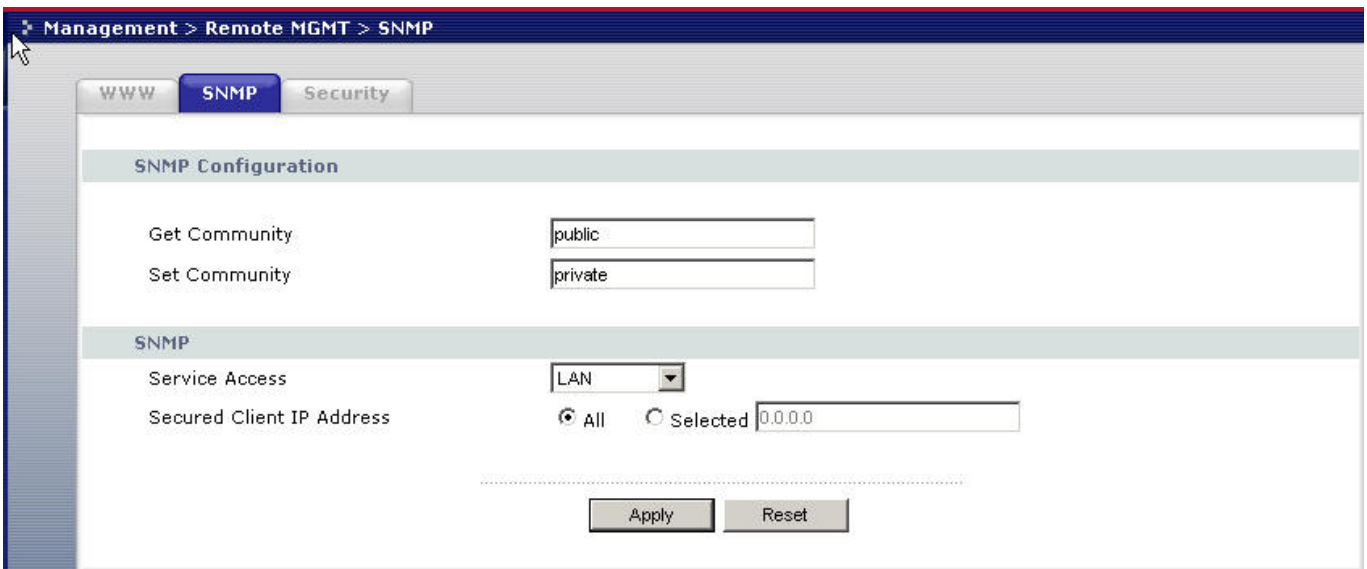 Management > Remote MGMT > SNMP
WWW SNMP Security
SNMP Configuration
Get Community public
Set Community private
SNMP
Service Access LAN
Secured Client IP Address All Selected 0.0.0.0
Apply Reset